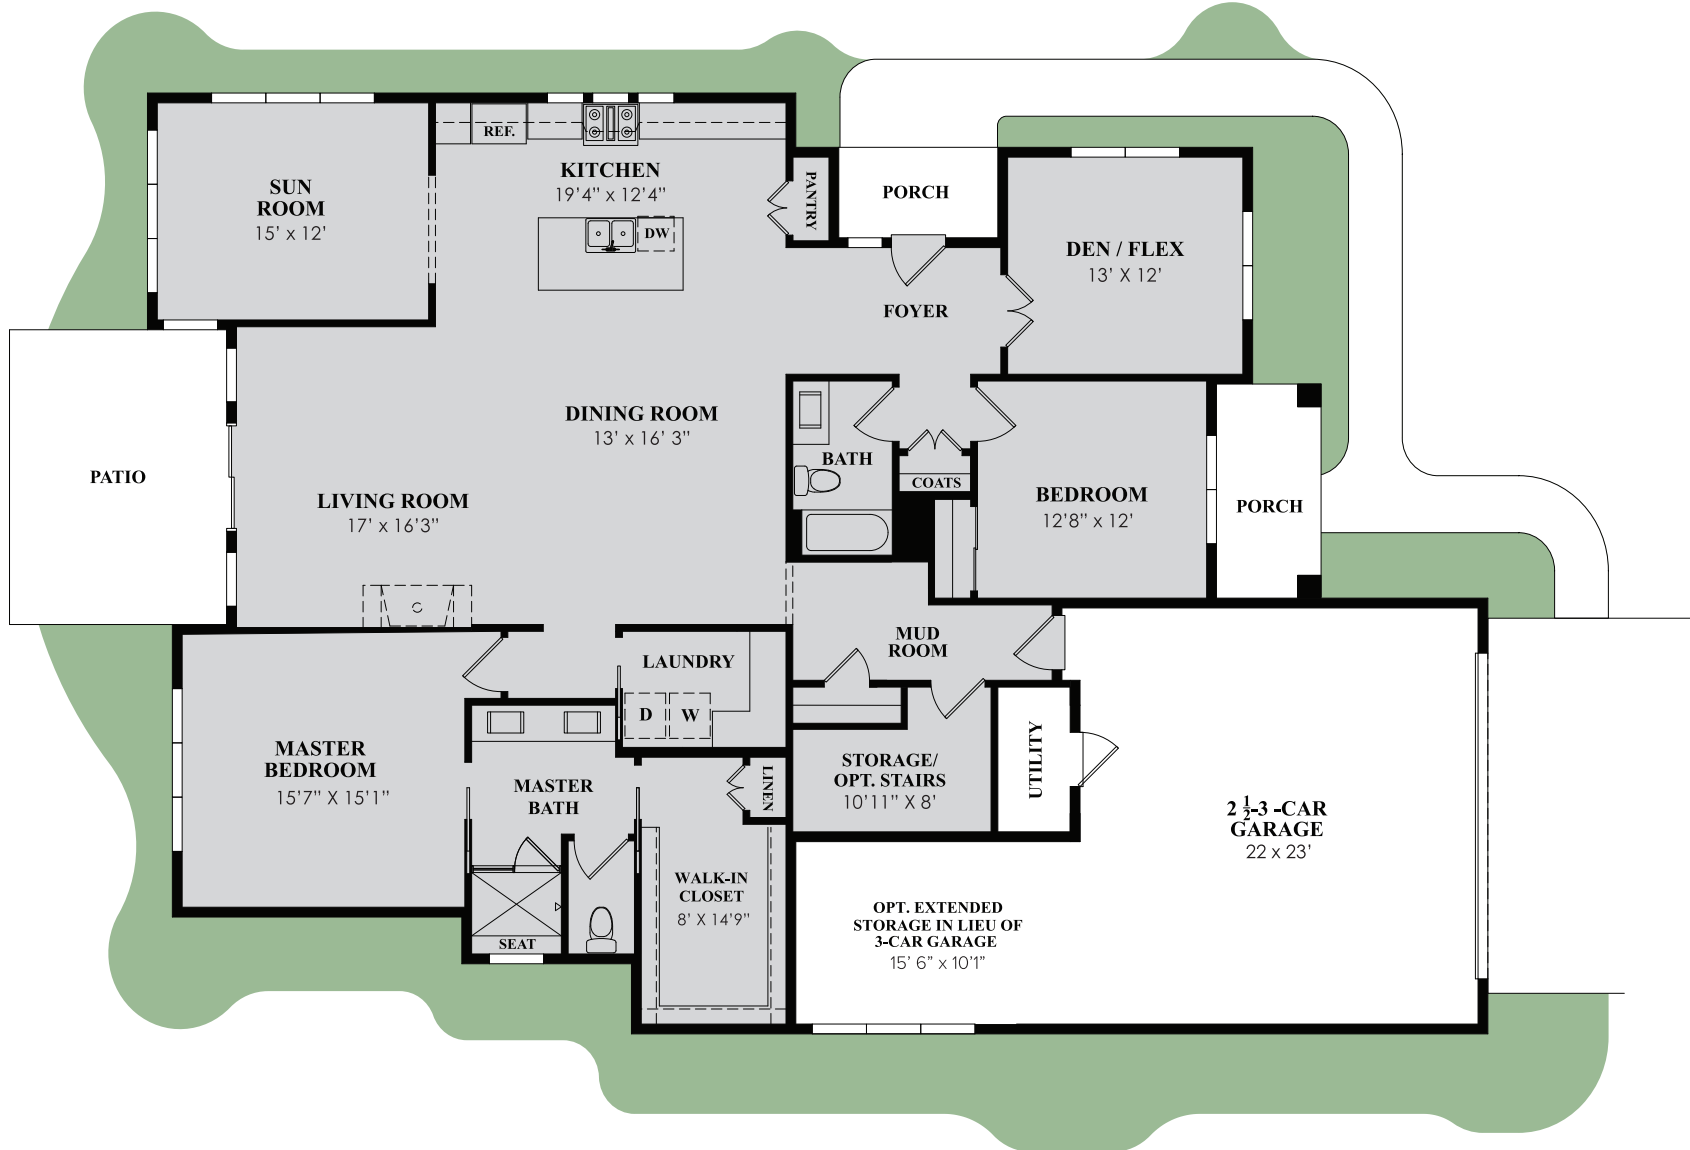 REF.
KITCHEN
19'4” x 12'4”
DW
PANTRY
SUN
ROOM
15' x 12'
PORCH
DEN / FLEX
13' X 12'
FOYER
DINING ROOM
13' x 16' 3”
LIVING ROOM
17' x 16'3”
PATIO
BATH
COATS
BEDROOM
12'8” x 12'
PORCH
MUD
ROOM
LAUNDRY
D
W
MASTER
BEDROOM
15'7” X 15'1”
MASTER
BATH
LINEN
STORAGE/
OPT. STAIRS
10'11” X 8'
UTILITY
2 1/2-3 -CAR
GARAGE
22 x 23'
WALK-IN
CLOSET
8' X 14'9”
SEAT
OPT. EXTENDED
STORAGE IN LIEU OF
3-CAR GARAGE
15' 6” x 10'1”